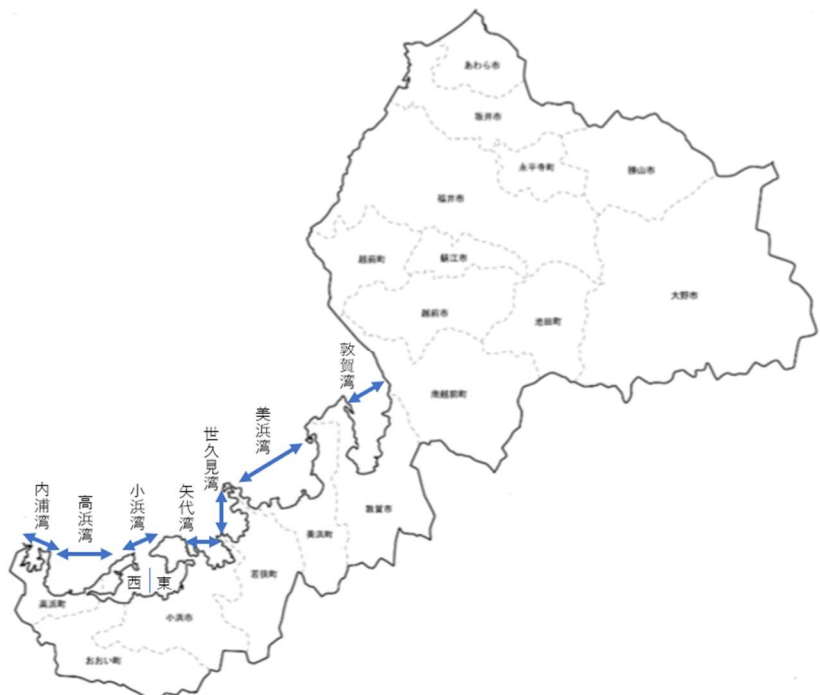 あわら市
坂井市
永平寺町
勝山市
福井市
越前町
鯖江市
大野市
越前市
池田町
敦賀湾
南越前町
美浜湾
世久見湾
矢代湾
小浜湾
高浜湾
内浦湾
敦賀市
美浜町
若狭町
西
東
高浜町
小浜市
おおい町